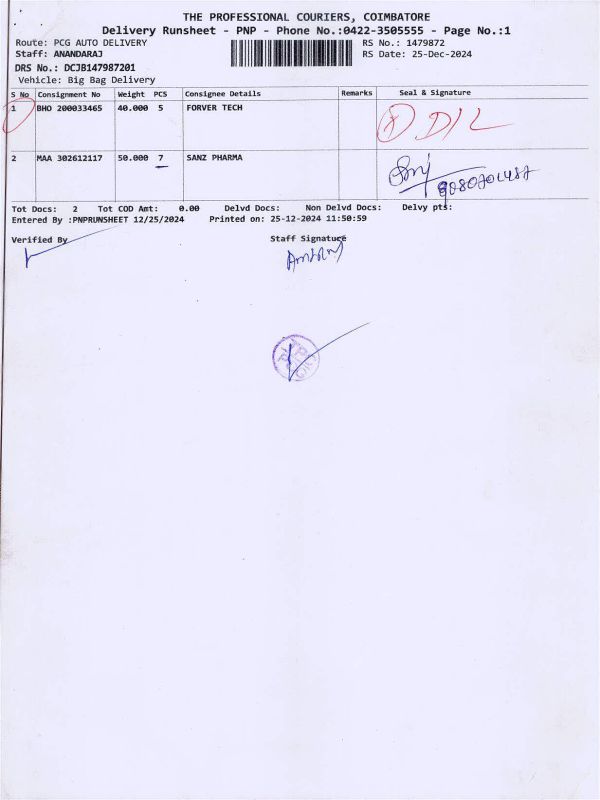 THE PROFESSIONAL COURIERS, COIMBATORE
Delivery Runsheet - PNP - Phone No.:0422-3505555 - Page No.:1
Route: PCG AUTO DELIVERY
RS No.: 1479872
Staff: ANANDARAJ
RS Date: 25-Dec-2024
DRS No.: DCJB147987201
Vehicle: Big Bag Delivery
S No Consignment No Weight PCS Consignee Details Remarks Seal & Signature
1 BHO 200033465 40.000 5 FORVER TECH D/L
2 MAA 302612117 50.000 7 SANZ PHARMA
Tot Docs: 2 Tot COD Amt: 0.00 Delvd Docs: Non Delvd Docs: Delvy pts:
Entered By :PNPRUNSHEET 12/25/2024 Printed on: 25-12-2024 11:50:59
Verified By
Staff Signature